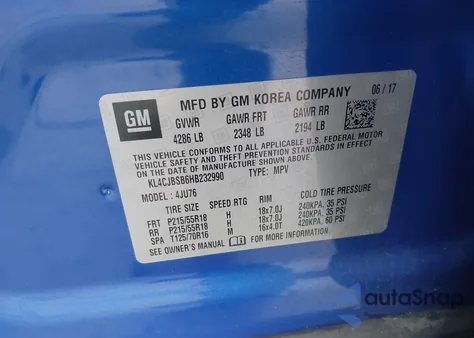 GM
MFD BY GM KOREA COMPANY 06/17
GVWR GAWR FRT GAWR RR
4286 LB 2348 LB 2194 LB
THIS VEHICLE CONFORMS TO ALL APPLICABLE U.S. FEDERAL MOTOR
VEHICLE SAFETY, BUMPER, AND THEFT PREVENTION STANDARDS IN
EFFECT ON THE DATE OF MANUFACTURE SHOWN ABOVE.
KL4CJBSB6HB232990 TYPE: MPV
MODEL: 4JU76
TIRE SIZE SPD RTG RIM COLD TIRE PRESSURE
FRT P215/55R18 H 18x7.0J 240KPA, 35 PSI
RR P215/55R18 H 18x7.0J 240KPA, 35 PSI
SPA T125/70R16 M 16x4.0T 420KPA, 60 PSI
SEE OWNER'S MANUAL FOR MORE INFORMATION.
autoSnap